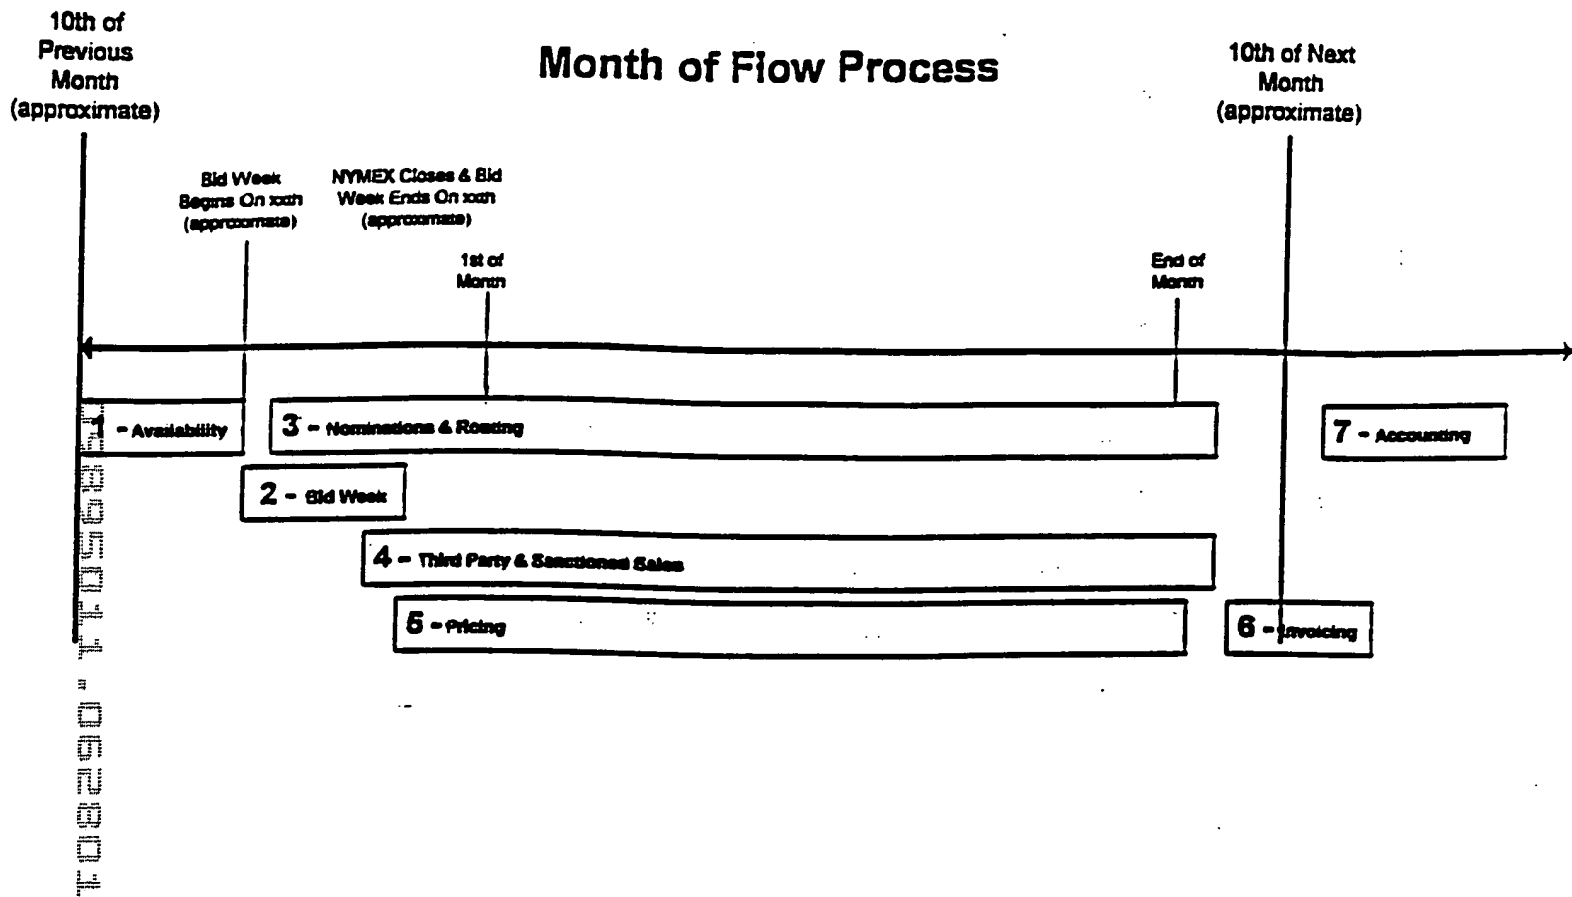 10th of
Previous
Month
(approximate)
Month of Flow Process
10th of Next
Month
(approximate)
Bid Week
Begins On xxth
(approximate)
NYMEX Closes & Bid
Week Ends On xxth
(approximate)
1st of
Month
End of
Month
1 - Availability
3 - Nominations & Routing
7 - Accounting
2 - Bid Week
4 - Third Party & Sanctioned Sales
5 - Pricing
6 - Invoicing